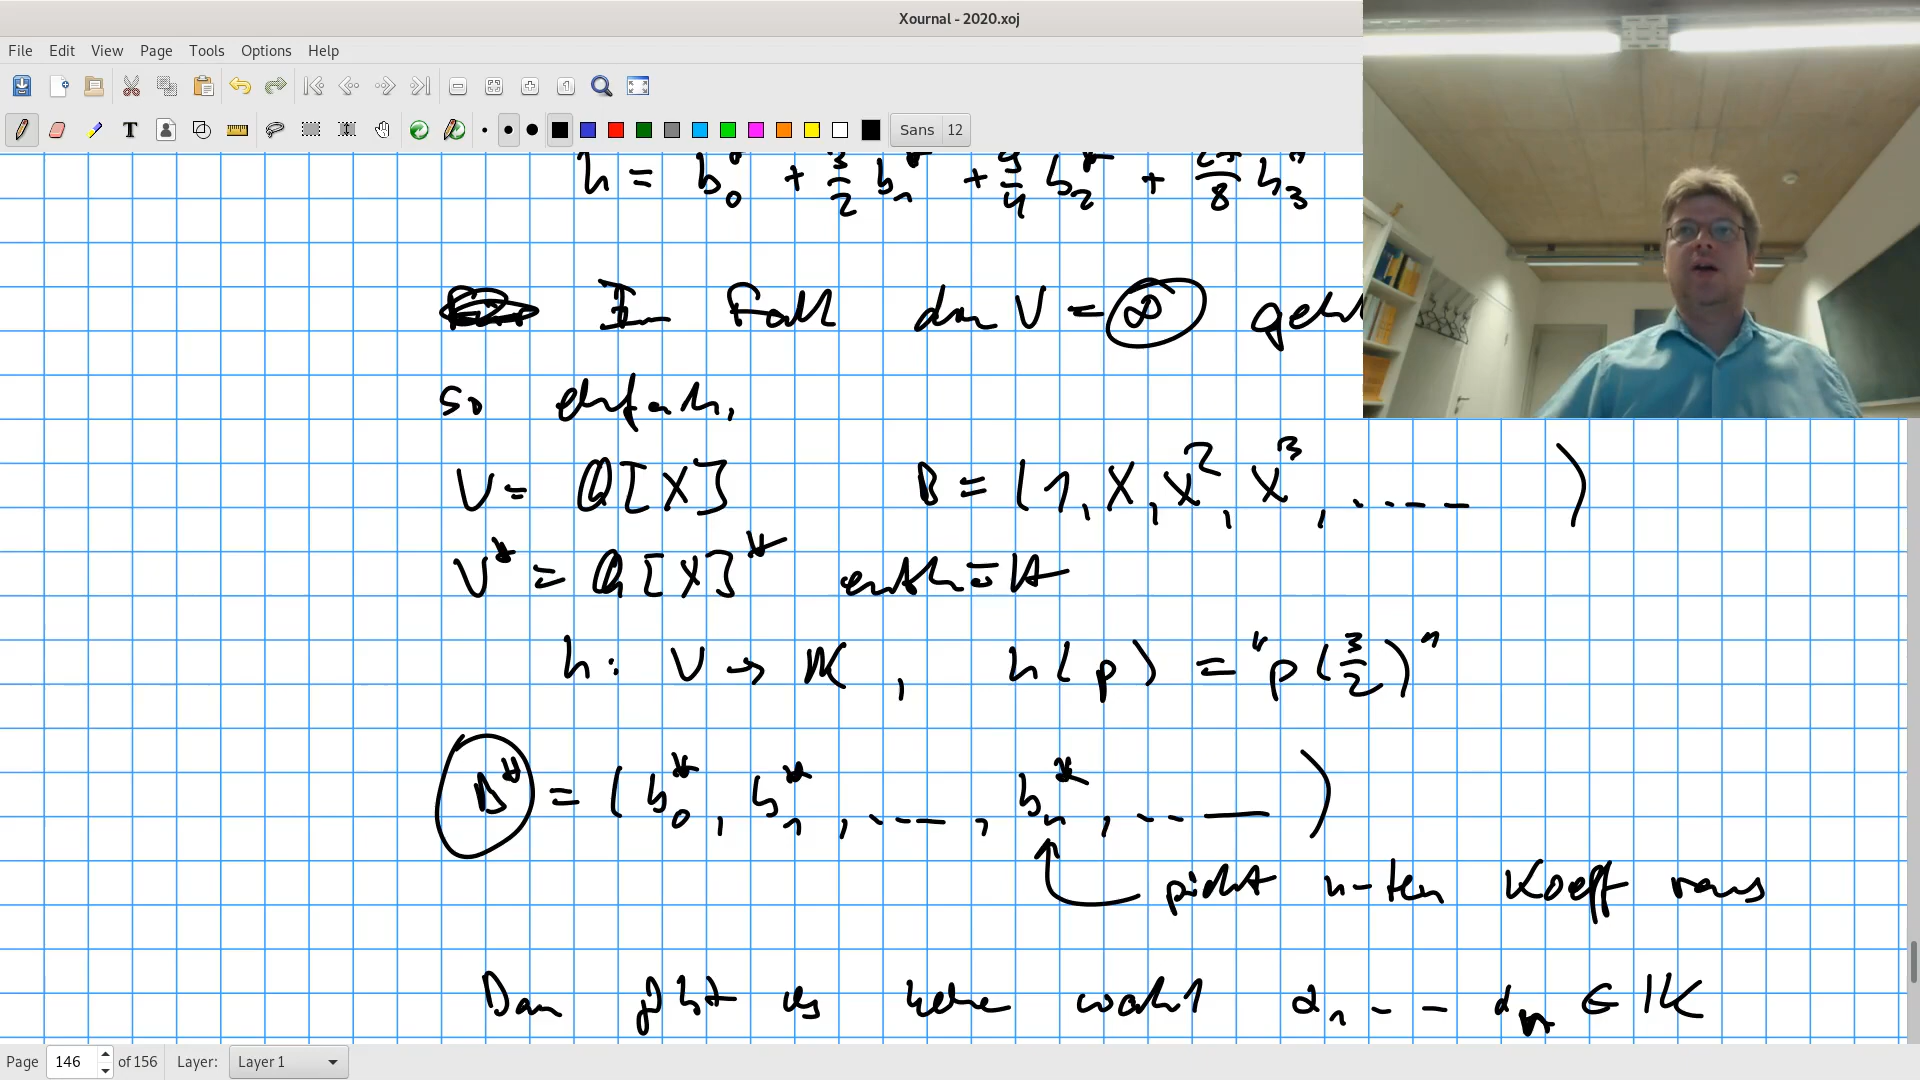 Xournal - 2020.xoj
File Edit View Page Tools Options Help
Sans 12
h = b₀* + 3/2 b₁* + 9/4 b₂* + 27/8 b₃*
Im Fall dim V = ∞ geht
so einfach,
V = Q[X] B = (1, X, X², X³, ..... )
V* = Q[X]* enthält
h: V → K, h(p) = "p(3/2)"
B* = (b₀*, b₁*, ...., bₙ*, ... — )
pickt n-ten Koeff raus
Dann gibt es keine Wahl α₁ - - αₙ ∈ K
Page 146 of 156 Layer: Layer 1